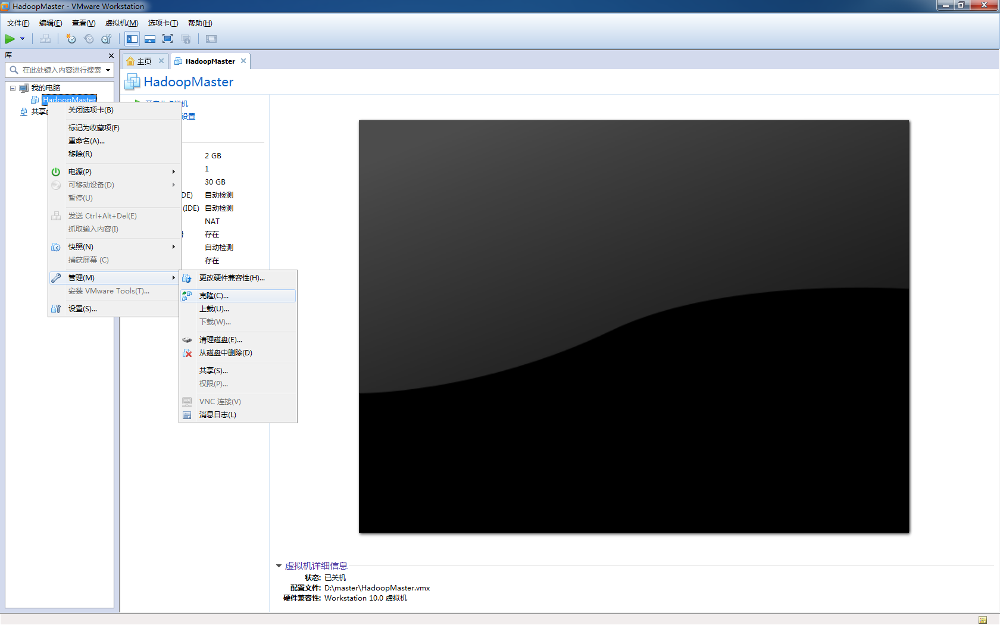 HadoopMaster - VMware Workstation
文件(F) 编辑(E) 查看(V) 虚拟机(M) 选项卡(T) 帮助(H)
库
在此处键入内容进行搜索
我的电脑
HadoopMaster
共享
主页
HadoopMaster
HadoopMaster
设置
2 GB
1
30 GB
DE) 自动检测
(IDE) 自动检测
NAT
存在
自动检测
存在
关闭选项卡(B)
标记为收藏项(F)
重命名(A)...
移除(R)
电源(P)
可移动设备(D)
暂停(U)
发送 Ctrl+Alt+Del(E)
抓取输入内容(I)
快照(N)
捕获屏幕 (C)
管理(M)
安装 VMware Tools(T)...
设置(S)...
更改硬件兼容性(H)...
克隆(C)...
上载(U)...
下载(W)...
清理磁盘(E)...
从磁盘中删除(D)
共享(S)...
权限(P)...
VNC 连接(V)
消息日志(L)
虚拟机详细信息
状态: 已关机
配置文件: D:\master\HadoopMaster.vmx
硬件兼容性: Workstation 10.0 虚拟机